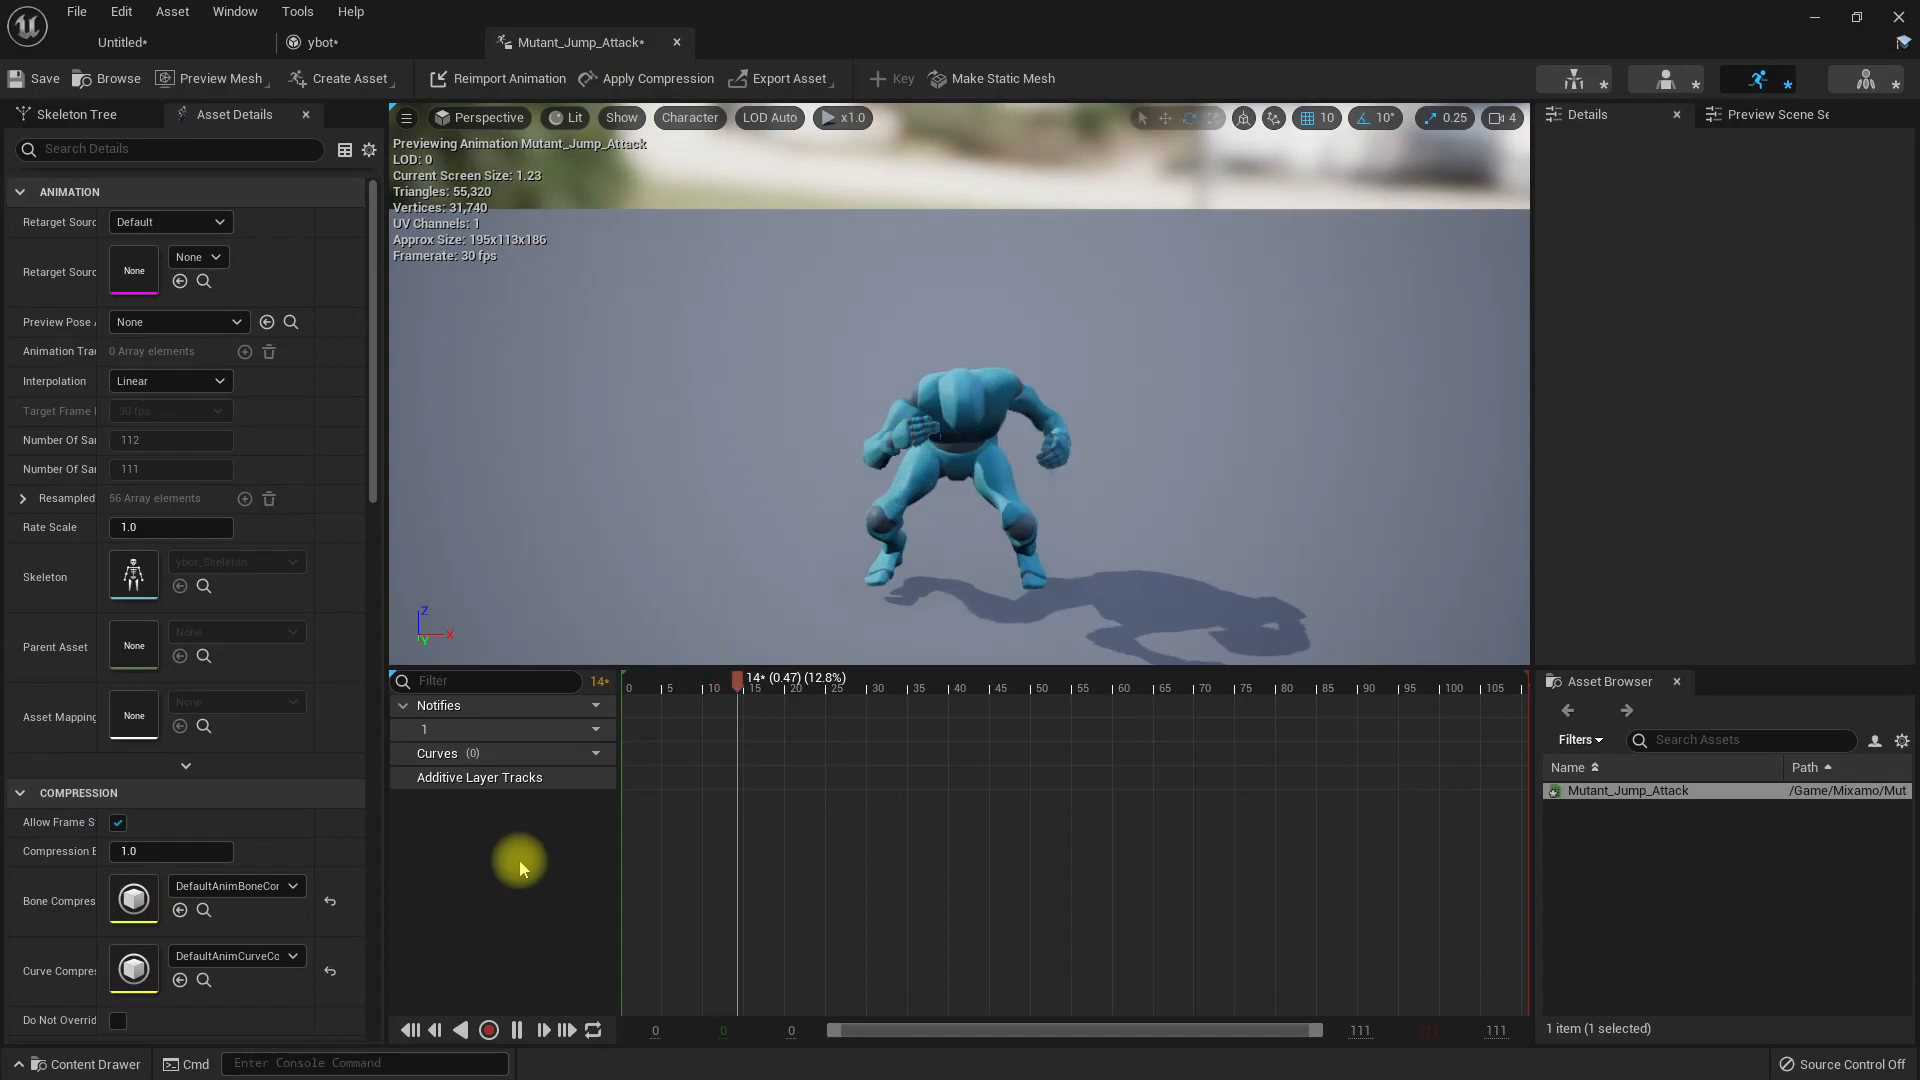 File Edit Asset Window Tools Help
Untitled* ybot* Mutant_Jump_Attack*
Save Browse Preview Mesh Create Asset Reimport Animation Apply Compression Export Asset Key Make Static Mesh
Skeleton Tree Asset Details
Search Details
ANIMATION
Retarget Sourc Default
Retarget Sourc None None
Preview Pose None
Animation Trac 0 Array elements
Interpolation Linear
Target Frame 30 fps
Number Of Sam 112
Number Of Sam 111
Resampled 56 Array elements
Rate Scale 1.0
Skeleton ybot_Skeleton
Parent Asset None None
Asset Mapping None None
COMPRESSION
Allow Frame S
Compression E 1.0
Bone Compres DefaultAnimBoneCor
Curve Compres DefaultAnimCurveCo
Do Not Overrid
Perspective Lit Show Character LOD Auto x1.0 10 10° 0.25 4
Previewing Animation Mutant_Jump_Attack
LOD: 0
Current Screen Size: 1.23
Triangles: 55,320
Vertices: 31,740
UV Channels: 1
Approx Size: 195x113x186
Framerate: 30 fps
Z
X
Y
Filter 14*
14* (0.47) (12.8%)
0 5 10 15 20 25 30 35 40 45 50 55 60 65 70 75 80 85 90 95 100 105
Notifies
1
Curves (0)
Additive Layer Tracks
0 0 0 111 111
Details Preview Scene Se
Asset Browser
Filters Search Assets
Name Path
Mutant_Jump_Attack /Game/Mixamo/Mut
1 item (1 selected)
Content Drawer Cmd Enter Console Command Source Control Off